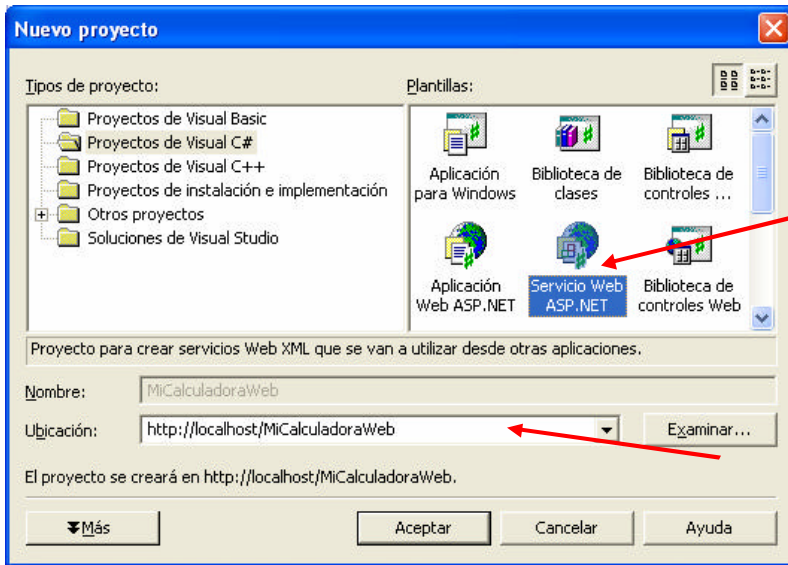 Nuevo proyecto
Tipos de proyecto:
Plantillas:
Proyectos de Visual Basic
Proyectos de Visual C#
Proyectos de Visual C++
Proyectos de instalación e implementación
Otros proyectos
Soluciones de Visual Studio
Aplicación para Windows
Biblioteca de clases
Biblioteca de controles ...
Aplicación Web ASP.NET
Servicio Web ASP.NET
Biblioteca de controles Web
Proyecto para crear servicios Web XML que se van a utilizar desde otras aplicaciones.
Nombre:
MiCalculadoraWeb
Ubicación:
http://localhost/MiCalculadoraWeb
Examinar...
El proyecto se creará en http://localhost/MiCalculadoraWeb.
Más
Aceptar
Cancelar
Ayuda